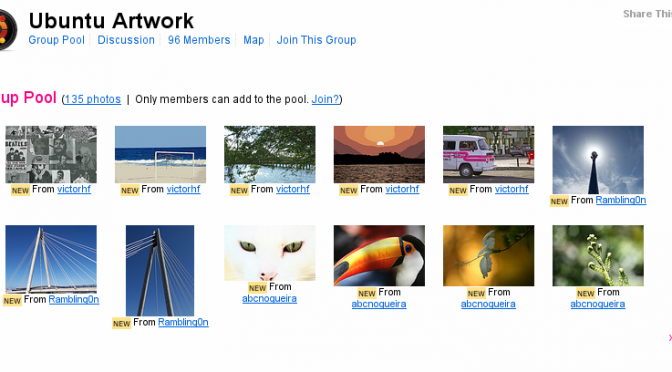 Ubuntu Artwork
Share This
Group Pool Discussion 96 Members Map Join This Group
up Pool (135 photos | Only members can add to the pool. Join?)
NEW From victorhf NEW From victorhf NEW From victorhf NEW From victorhf NEW From victorhf NEW From Rambling0n
NEW From Rambling0n NEW From Rambling0n NEW From abcnogueira NEW From abcnogueira NEW From abcnogueira NEW From abcnogueira